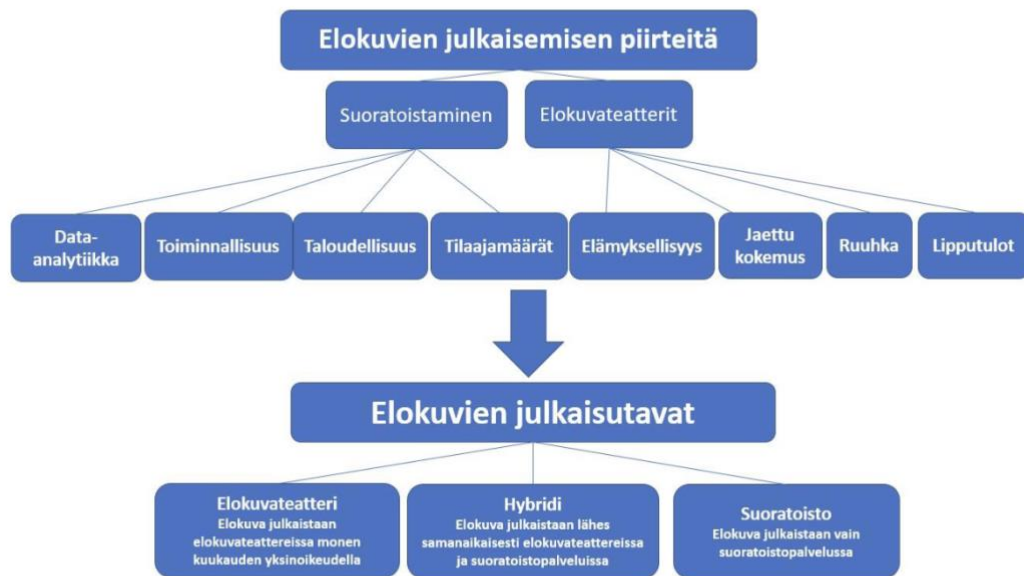 Elokuvien julkaisemisen piirteitä
Suoratoistaminen
Elokuvateatterit
Data-
analytiikka
Toiminnallisuus
Taloudellisuus
Tilaajamäärät
Elämyksellisyys
Jaettu
kokemus
Ruuhka
Lipputulot
Elokuvien julkaisutavat
Elokuvateatteri
Elokuva julkaistaan
elokuvateattereissa monen
kuukauden yksinoikeudella
Hybridi
Elokuva julkaistaan lähes
samanaikaisesti elokuvateattereissa
ja suoratoistopalveluissa
Suoratoisto
Elokuva julkaistaan vain
suoratoistopalvelussa